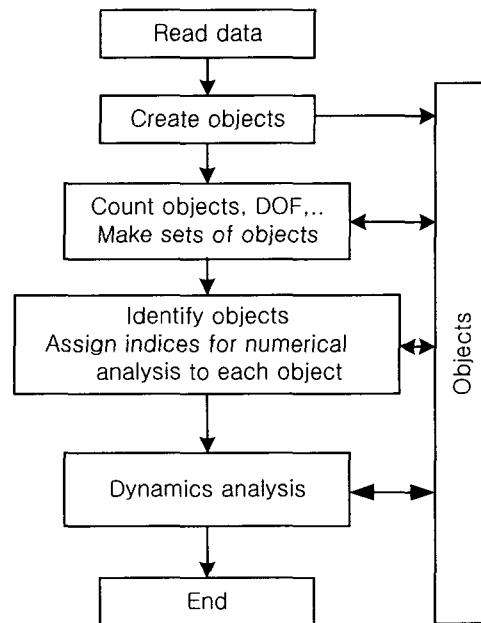 Read data
Create objects
Count objects, DOF,..
Make sets of objects
Identify objects
Assign indices for numerical
analysis to each object
Dynamics analysis
End
Objects